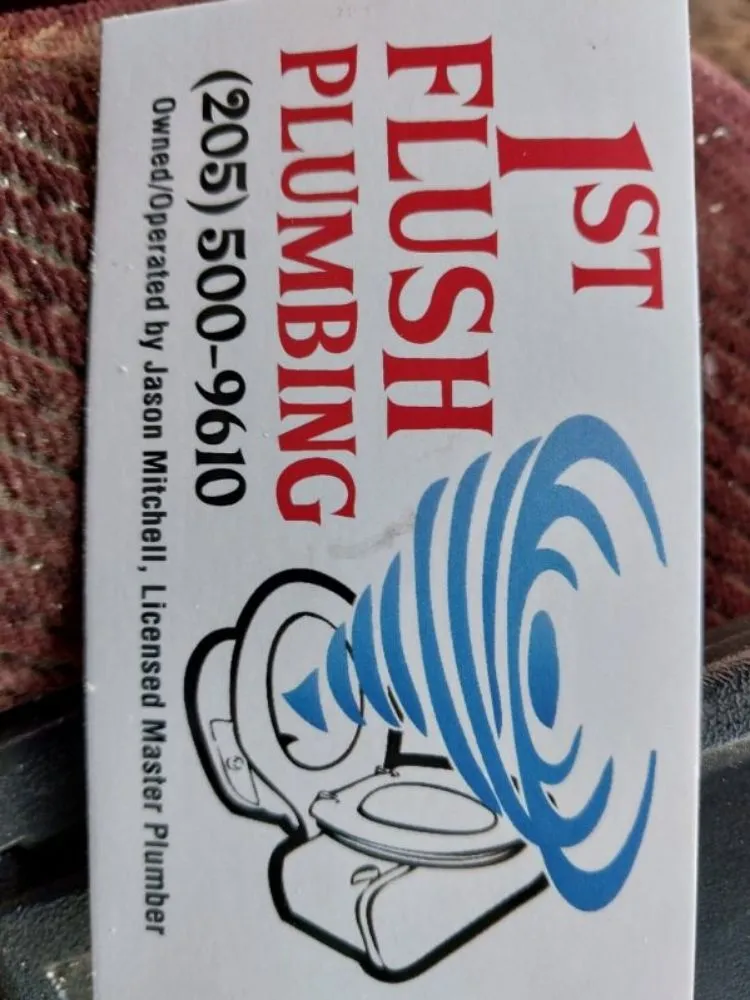 1ST
FLUSH
PLUMBING
(205) 500-9610
Owned/Operated by Jason Mitchell, Licensed Master Plumber